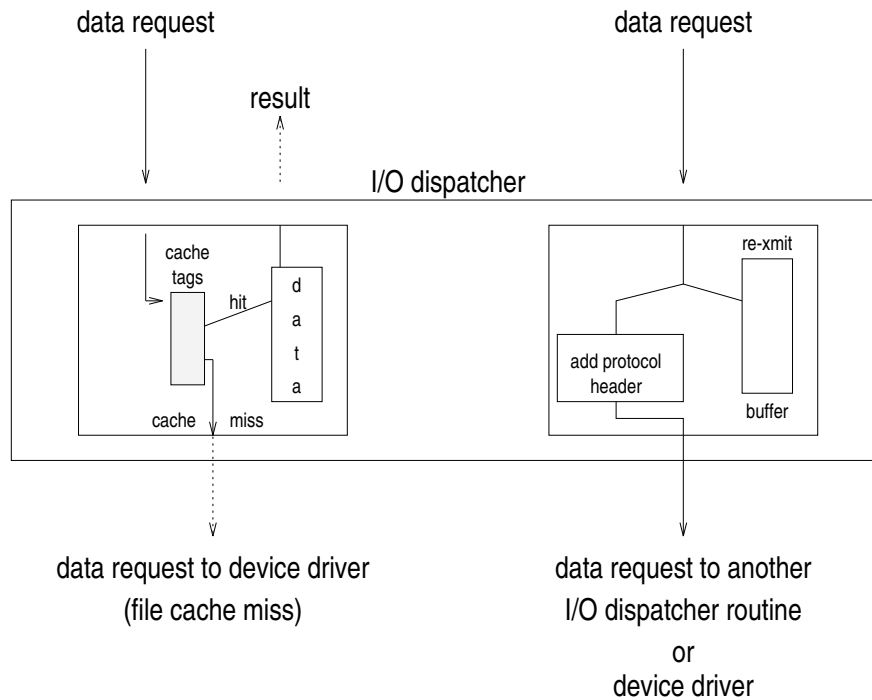 data request
data request
result
I/O dispatcher
cache
tags
hit
d
a
t
a
cache miss
re-xmit
add protocol
header
buffer
data request to device driver
(file cache miss)
data request to another
I/O dispatcher routine
or
device driver